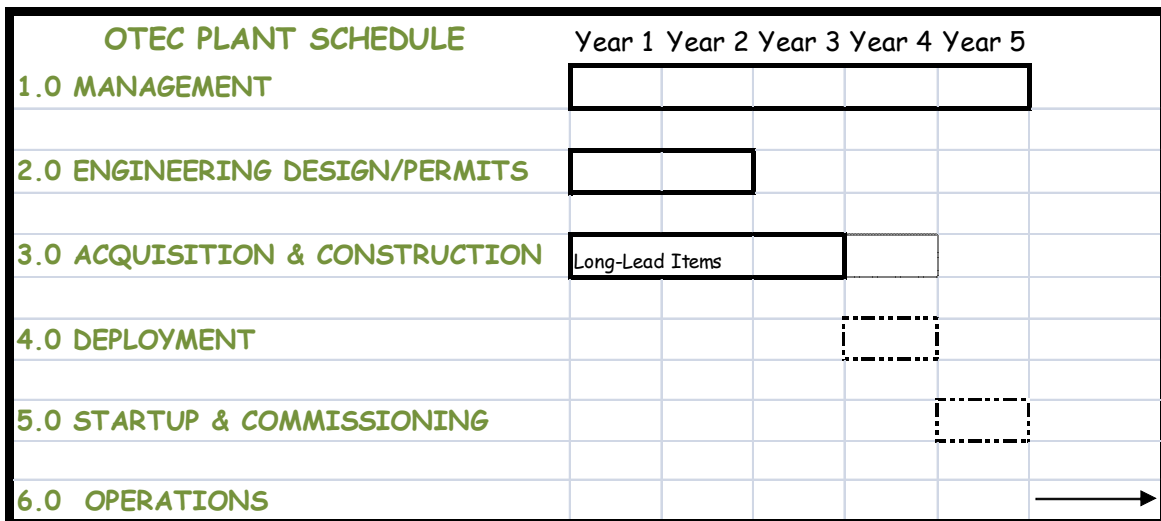 OTEC PLANT SCHEDULE Year 1 Year 2 Year 3 Year 4 Year 5
1.0 MANAGEMENT
2.0 ENGINEERING DESIGN/PERMITS
3.0 ACQUISITION & CONSTRUCTION Long-Lead Items
4.0 DEPLOYMENT
5.0 STARTUP & COMMISSIONING
6.0 OPERATIONS